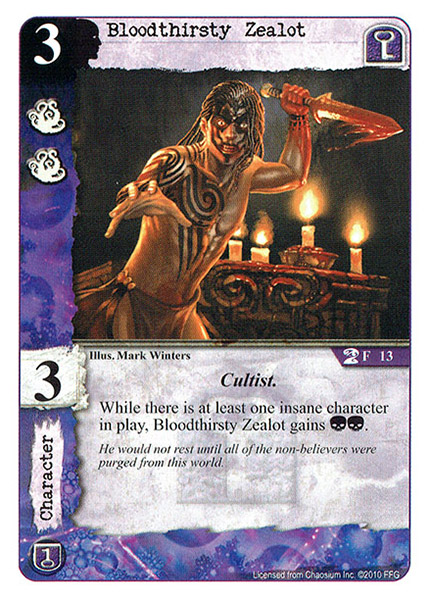 3
Bloodthirsty Zealot
Illus. Mark Winters
F 13
3
Cultist.
While there is at least one insane character
in play, Bloodthirsty Zealot gains
He would not rest until all of the non-believers were
purged from this world.
Character
1
Licensed from Chaosium Inc. ©2010 FFG